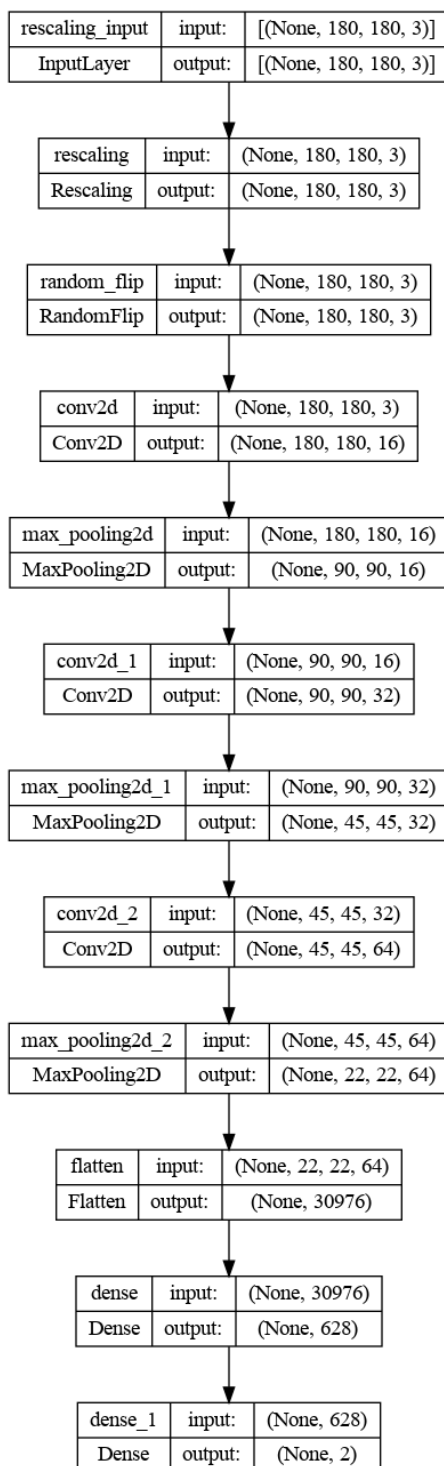 rescaling_input input: [(None, 180, 180, 3)]
InputLayer output: [(None, 180, 180, 3)]
rescaling input: (None, 180, 180, 3)
Rescaling output: (None, 180, 180, 3)
random_flip input: (None, 180, 180, 3)
RandomFlip output: (None, 180, 180, 3)
conv2d input: (None, 180, 180, 3)
Conv2D output: (None, 180, 180, 16)
max_pooling2d input: (None, 180, 180, 16)
MaxPooling2D output: (None, 90, 90, 16)
conv2d_1 input: (None, 90, 90, 16)
Conv2D output: (None, 90, 90, 32)
max_pooling2d_1 input: (None, 90, 90, 32)
MaxPooling2D output: (None, 45, 45, 32)
conv2d_2 input: (None, 45, 45, 32)
Conv2D output: (None, 45, 45, 64)
max_pooling2d_2 input: (None, 45, 45, 64)
MaxPooling2D output: (None, 22, 22, 64)
flatten input: (None, 22, 22, 64)
Flatten output: (None, 30976)
dense input: (None, 30976)
Dense output: (None, 628)
dense_1 input: (None, 628)
Dense output: (None, 2)